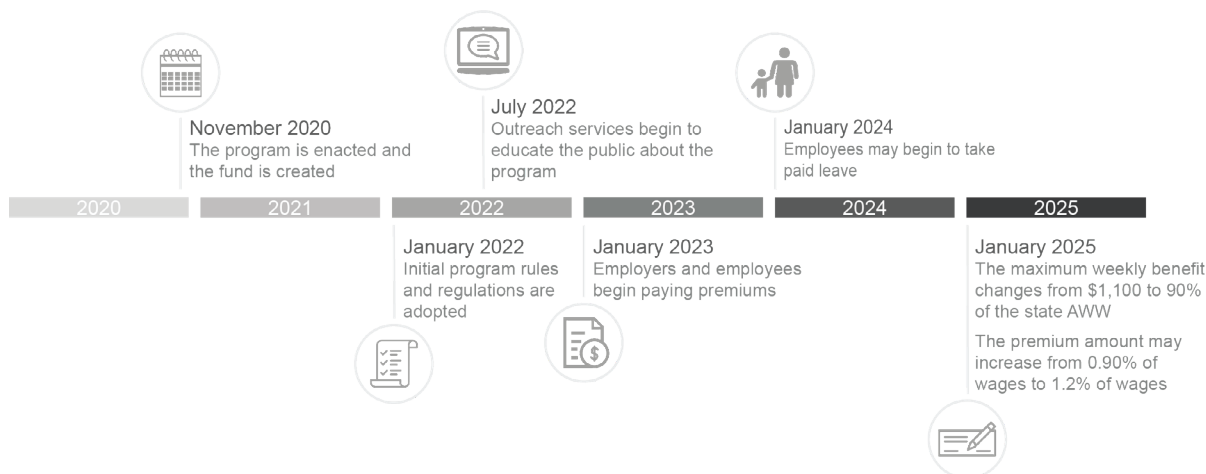 November 2020
The program is enacted and
the fund is created
July 2022
Outreach services begin to
educate the public about the
program
January 2024
Employees may begin to take
paid leave
2020
2021
2022
2023
2024
2025
January 2022
Initial program rules
and regulations are
adopted
January 2023
Employers and employees
begin paying premiums
$
January 2025
The maximum weekly benefit
changes from $1,100 to 90%
of the state AWW
The premium amount may
increase from 0.90% of
wages to 1.2% of wages